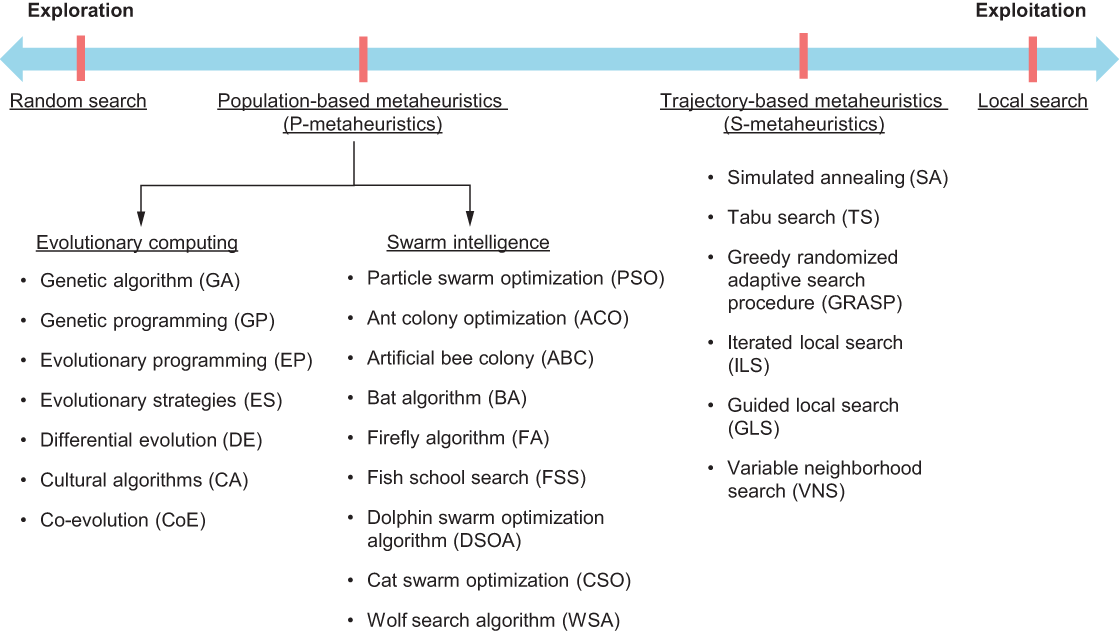 Exploration
Exploitation
Random search
Population-based metaheuristics
(P-metaheuristics)
Trajectory-based metaheuristics
(S-metaheuristics)
Local search
Evolutionary computing
• Genetic algorithm (GA)
• Genetic programming (GP)
• Evolutionary programming (EP)
• Evolutionary strategies (ES)
• Differential evolution (DE)
• Cultural algorithms (CA)
• Co-evolution (CoE)
Swarm intelligence
• Particle swarm optimization (PSO)
• Ant colony optimization (ACO)
• Artificial bee colony (ABC)
• Bat algorithm (BA)
• Firefly algorithm (FA)
• Fish school search (FSS)
• Dolphin swarm optimization
algorithm (DSOA)
• Cat swarm optimization (CSO)
• Wolf search algorithm (WSA)
• Simulated annealing (SA)
• Tabu search (TS)
• Greedy randomized
adaptive search
procedure (GRASP)
• Iterated local search
(ILS)
• Guided local search
(GLS)
• Variable neighborhood
search (VNS)